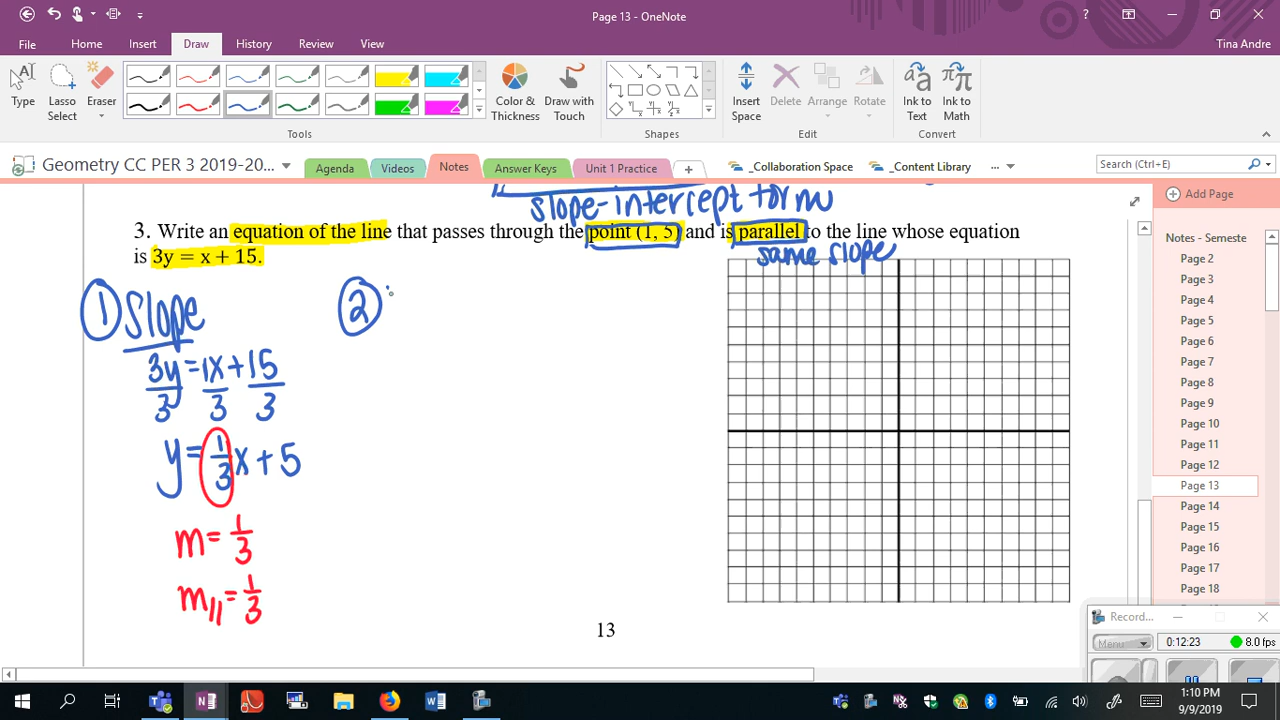 Page 13 - OneNote
?
File Home Insert Draw History Review View
Tina Andre
Type
Lasso Select
Eraser
Color & Thickness
Draw with Touch
Insert Space
Delete
Arrange
Rotate
Ink to Text
Ink to Math
Tools
Shapes
Edit
Convert
Geometry CC PER 3 2019-20...
Agenda Videos Notes Answer Keys Unit 1 Practice +
_Collaboration Space _Content Library ...
Search (Ctrl+E)
slope-intercept form
3. Write an equation of the line that passes through the point (1, 5) and is parallel to the line whose equation
is 3y = x + 15.
same slope
① Slope
②
3y = 1x + 15
3 3 3
y = 1/3 x + 5
m = 1/3
m|| = 1/3
13
Add Page
Notes - Semeste
Page 2
Page 3
Page 4
Page 5
Page 6
Page 7
Page 8
Page 9
Page 10
Page 11
Page 12
Page 13
Page 14
Page 15
Page 16
Page 17
Page 18
Record...
Menu 0:12:23 8.0 fps
1:10 PM
9/9/2019